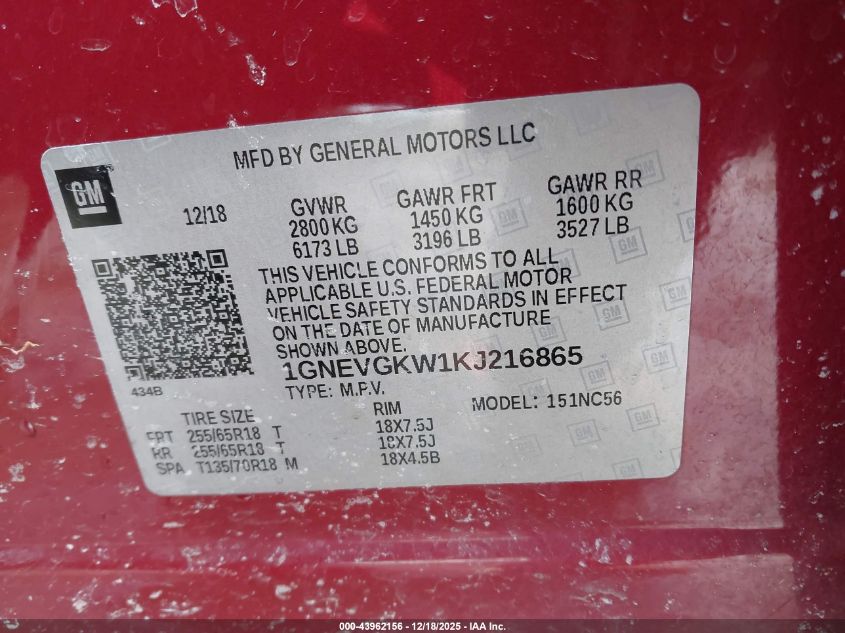 MFD BY GENERAL MOTORS LLC
GM
12/18
GVWR
2800 KG
6173 LB
GAWR FRT
1450 KG
3196 LB
GAWR RR
1600 KG
3527 LB
THIS VEHICLE CONFORMS TO ALL
APPLICABLE U.S. FEDERAL MOTOR
VEHICLE SAFETY STANDARDS IN EFFECT
ON THE DATE OF MANUFACTURE
SHOWN ABOVE.
434B
1GNEVGKW1KJ216865
TYPE: M.P.V.
MODEL: 151NC56
TIRE SIZE
RIM
FRT 255/65R18 T 18X7.5J
RR 255/65R18 T 18X7.5J
SPA T135/70R18 M 18X4.5B
000-43962156 - 12/18/2025 - IAA Inc.